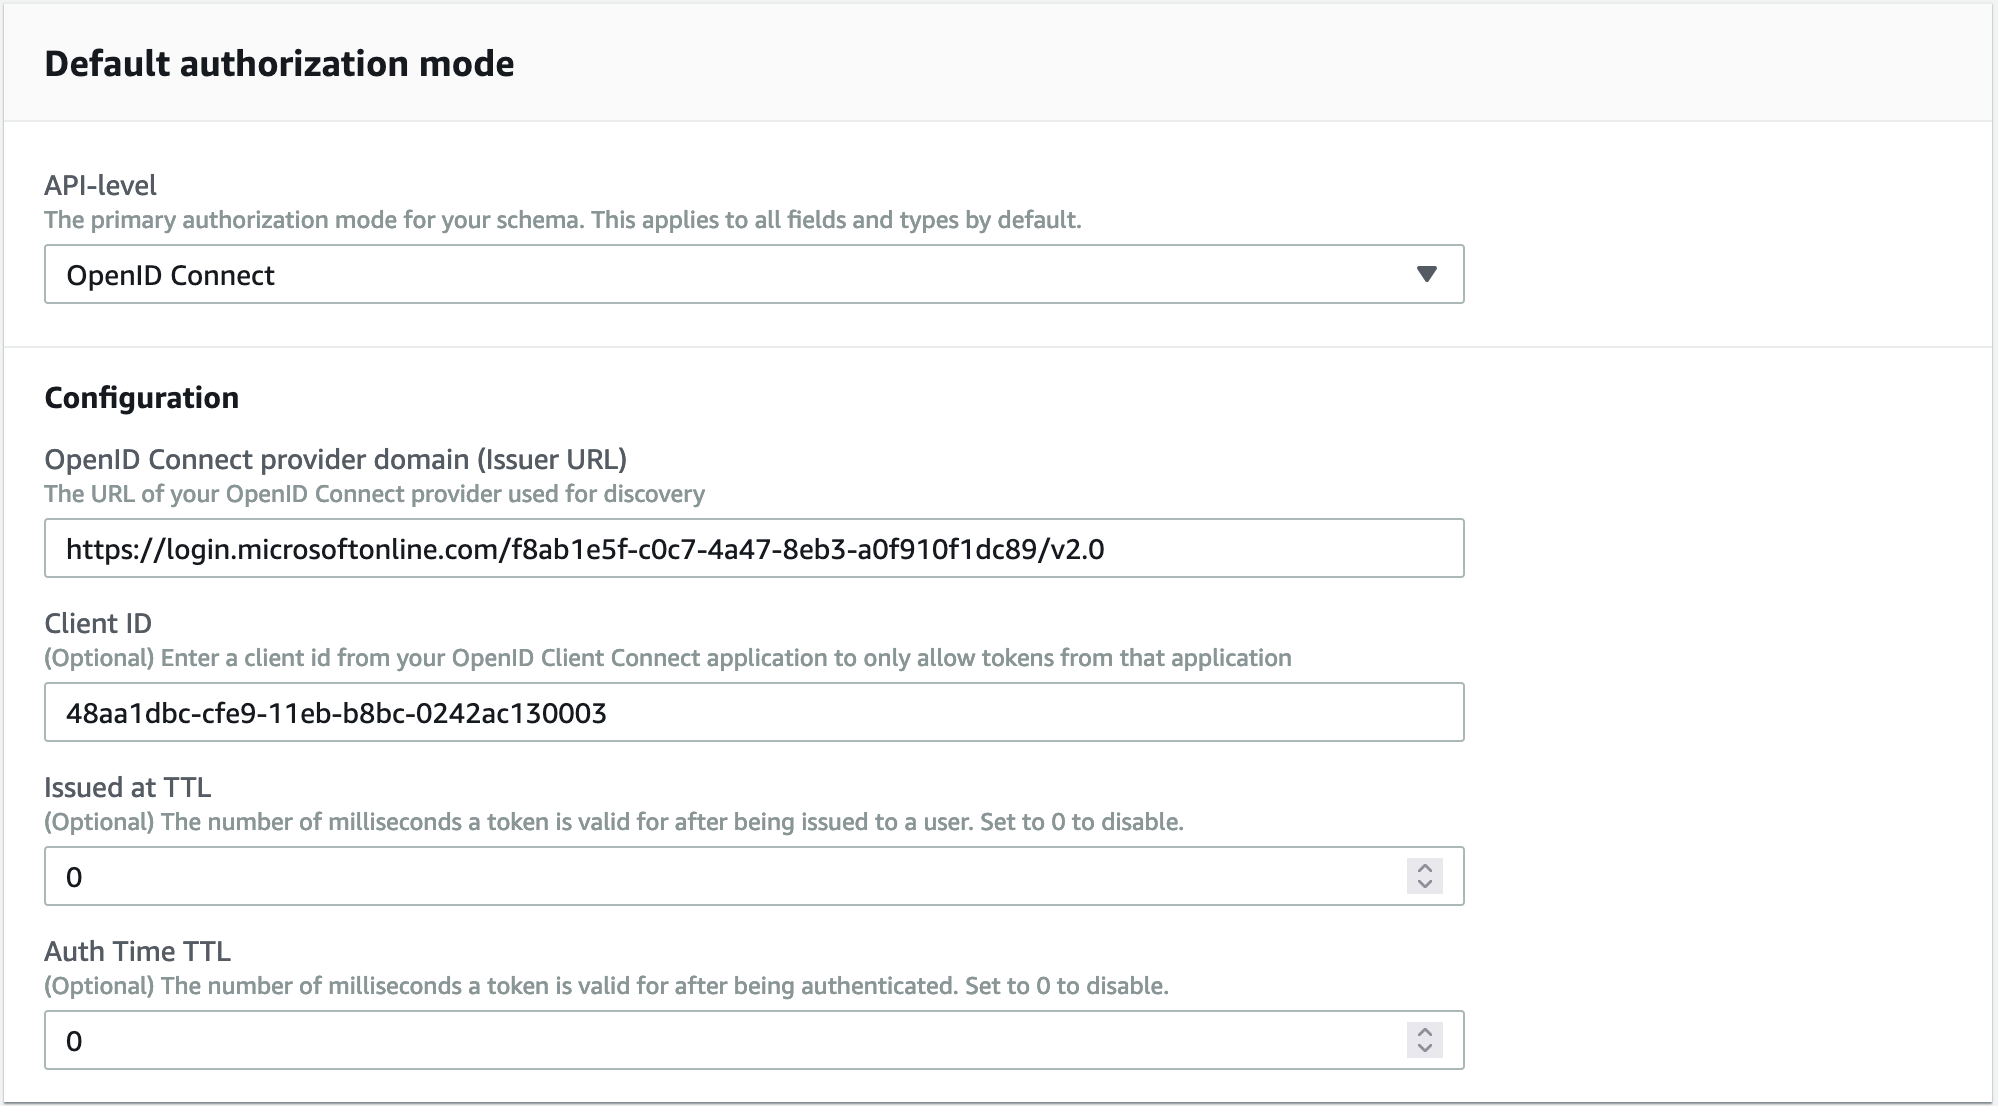 Default authorization mode
API-level
The primary authorization mode for your schema. This applies to all fields and types by default.
OpenID Connect
Configuration
OpenID Connect provider domain (Issuer URL)
The URL of your OpenID Connect provider used for discovery
https://login.microsoftonline.com/f8ab1e5f-c0c7-4a47-8eb3-a0f910f1dc89/v2.0
Client ID
(Optional) Enter a client id from your OpenID Client Connect application to only allow tokens from that application
48aa1dbc-cfe9-11eb-b8bc-0242ac130003
Issued at TTL
(Optional) The number of milliseconds a token is valid for after being issued to a user. Set to 0 to disable.
0
Auth Time TTL
(Optional) The number of milliseconds a token is valid for after being authenticated. Set to 0 to disable.
0